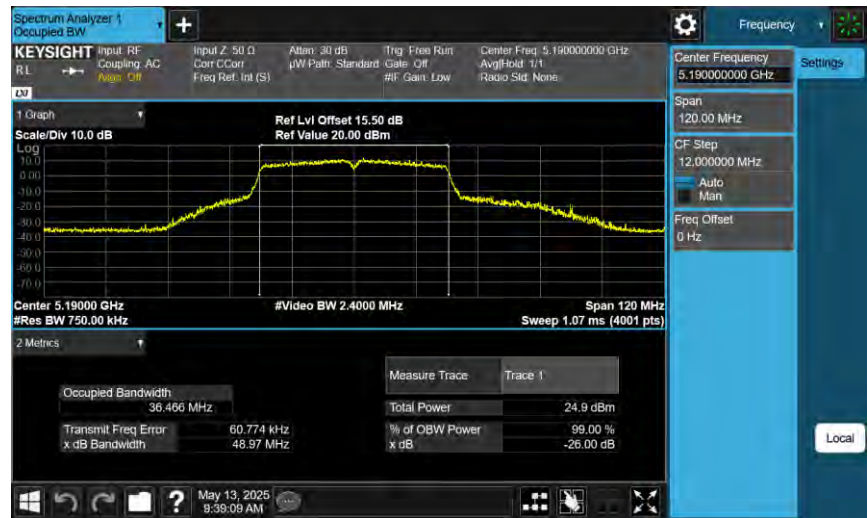 Spectrum Analyzer 1
Occupied BW
+
Frequency
KEYSIGHT
RL
LXI
Input: RF
Coupling: AC
Align: Off
Input Z: 50 Ω
Corr CCorr
Freq Ref: Int (S)
Atten: 30 dB
µW Path: Standard
Trig: Free Run
Gate: Off
#IF Gain: Low
Center Freq: 5.190000000 GHz
Avg|Hold: 1/1
Radio Std: None
Center Frequency
5.190000000 GHz
Settings
Span
120.00 MHz
CF Step
12.000000 MHz
Auto
Man
Freq Offset
0 Hz
1 Graph
Scale/Div 10.0 dB
Ref Lvl Offset 15.50 dB
Ref Value 20.00 dBm
Log
10.0
0.00
-10.0
-20.0
-30.0
-40.0
-50.0
-60.0
-70.0
Center 5.19000 GHz
#Res BW 750.00 kHz
#Video BW 2.4000 MHz
Span 120 MHz
Sweep 1.07 ms (4001 pts)
2 Metrics
Measure Trace Trace 1
Occupied Bandwidth
36.466 MHz
Total Power 24.9 dBm
Transmit Freq Error 60.774 kHz
% of OBW Power 99.00 %
x dB Bandwidth 48.97 MHz
x dB -26.00 dB
Local
?
May 13, 2025
9:39:09 AM